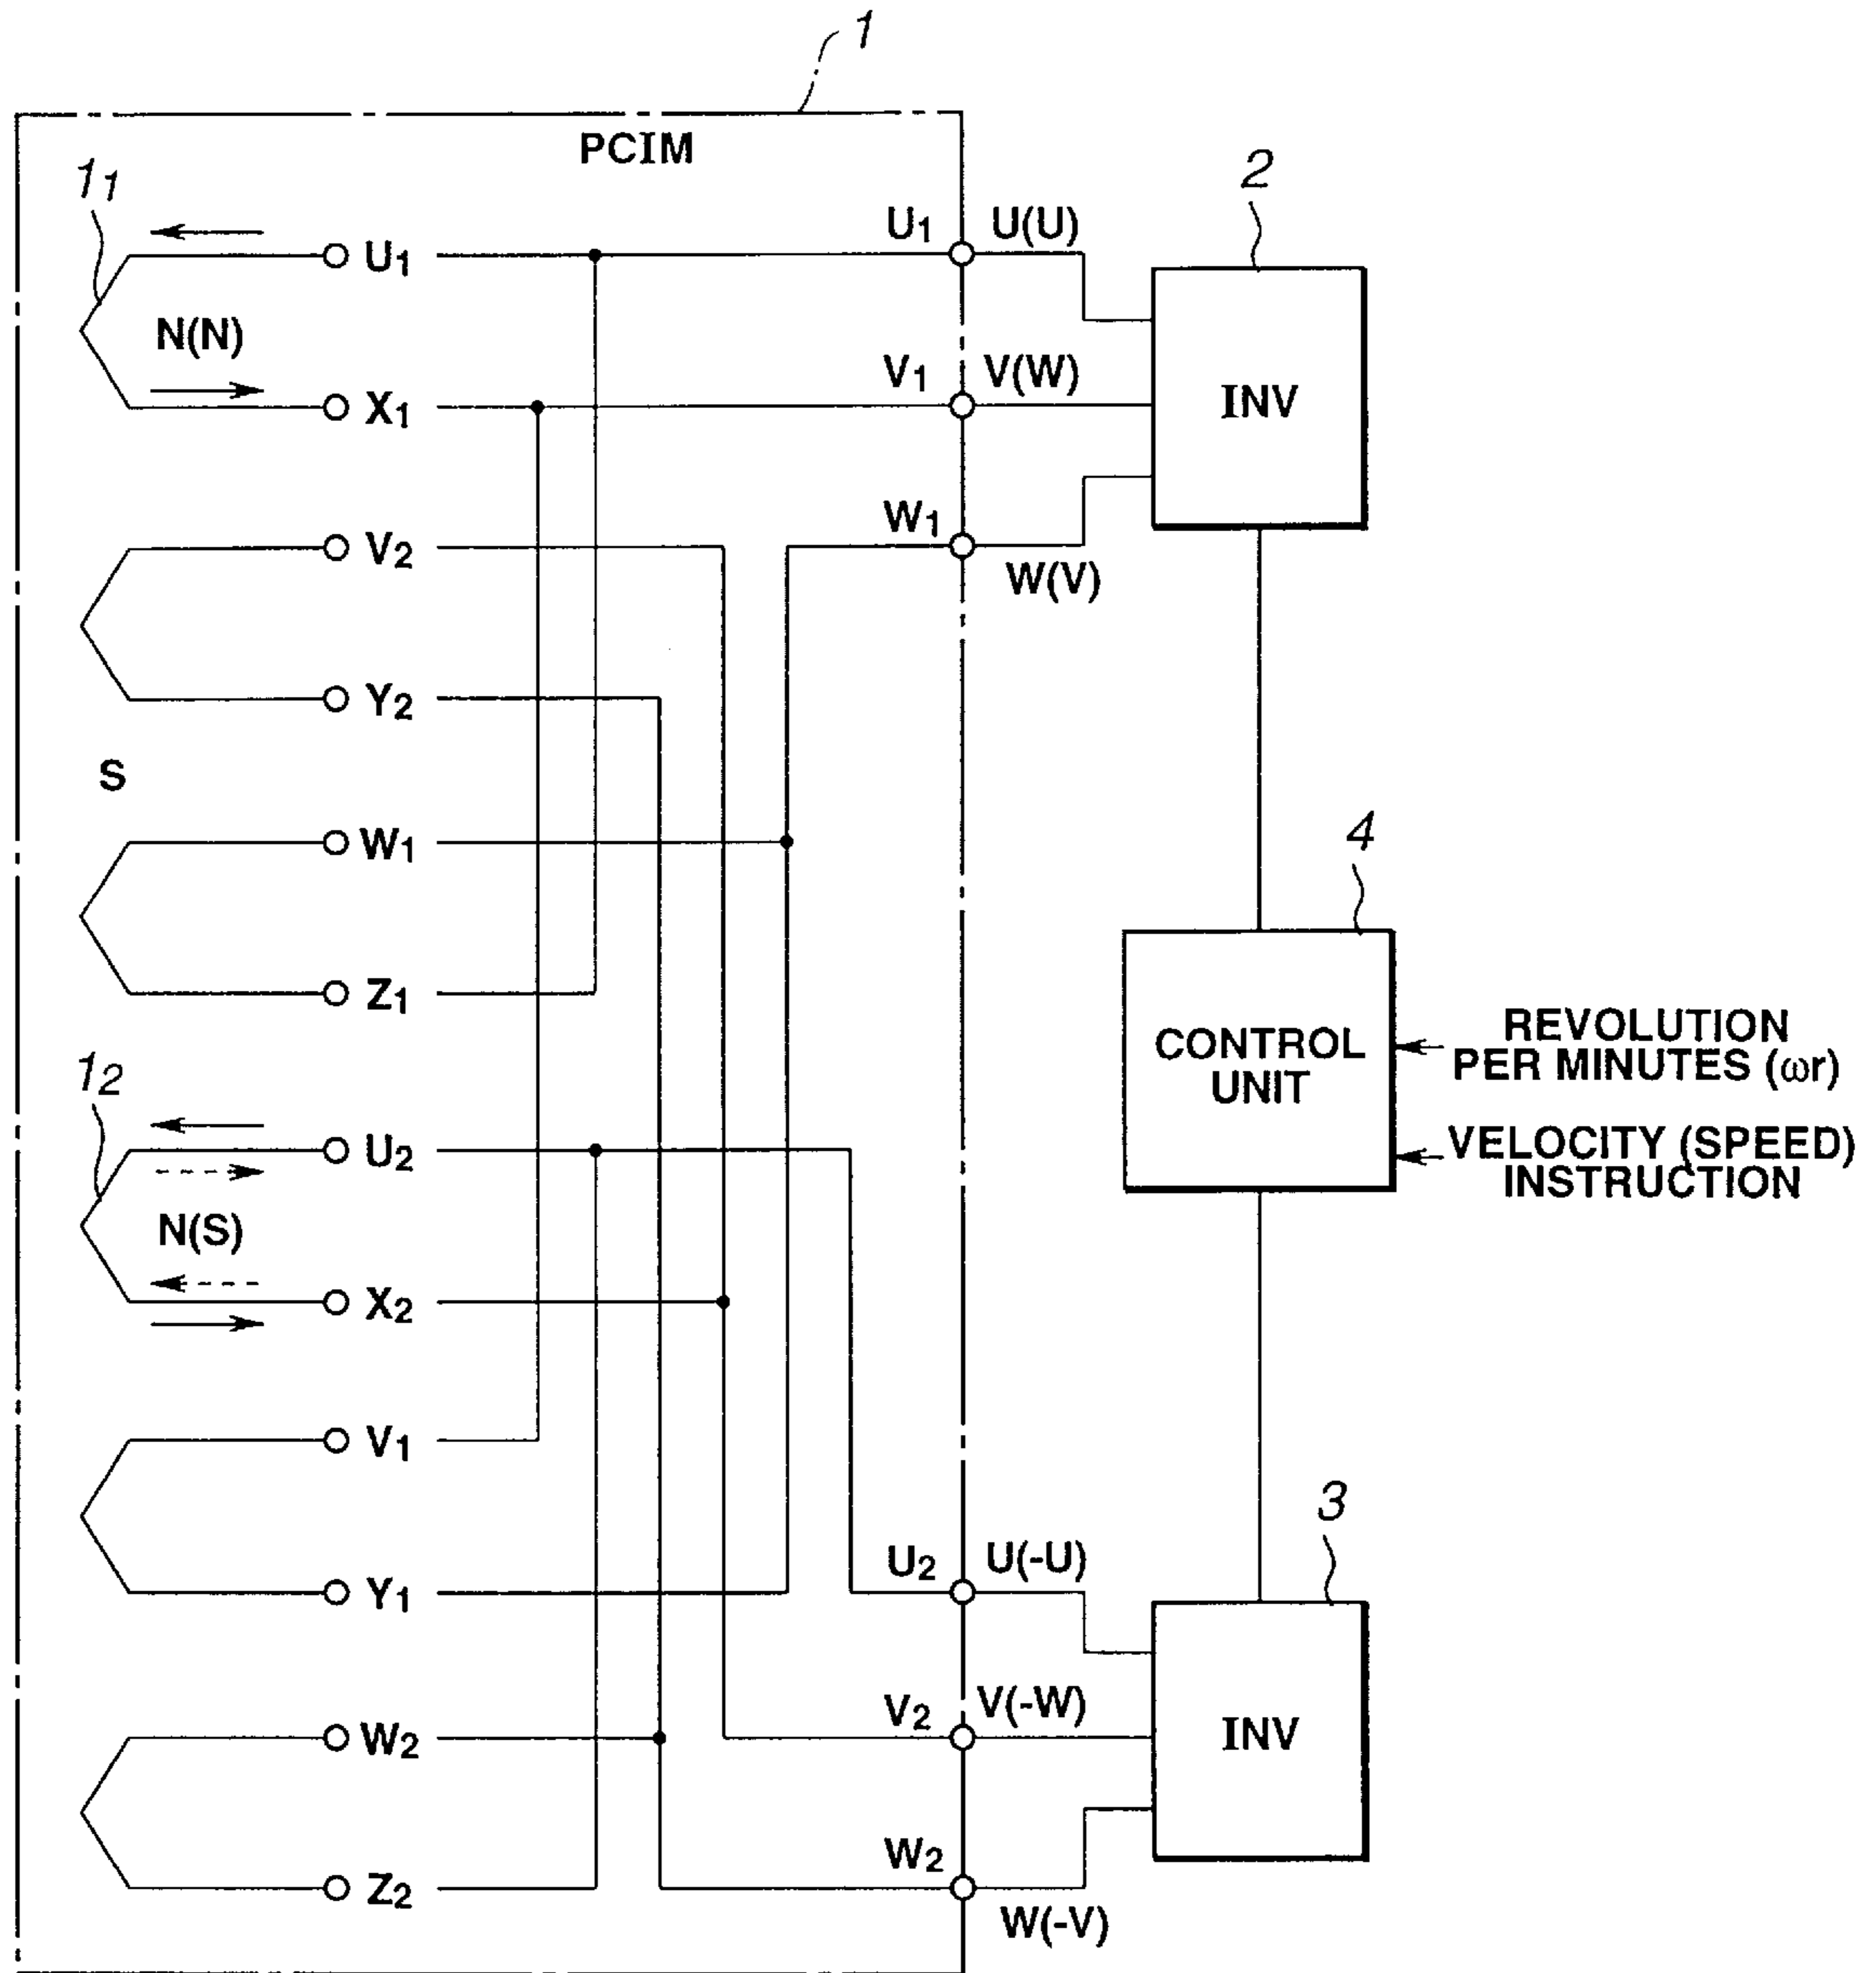 1
PCIM
1₁
2
U₁
U₁
U(U)
N(N)
X₁
V₁
V(W)
INV
V₂
W₁
W(V)
Y₂
S
W₁
4
Z₁
CONTROL
UNIT
REVOLUTION
PER MINUTES (ωr)
VELOCITY (SPEED)
INSTRUCTION
1₂
U₂
N(S)
X₂
V₁
3
Y₁
U₂
U(-U)
W₂
V₂
V(-W)
INV
Z₂
W₂
W(-V)